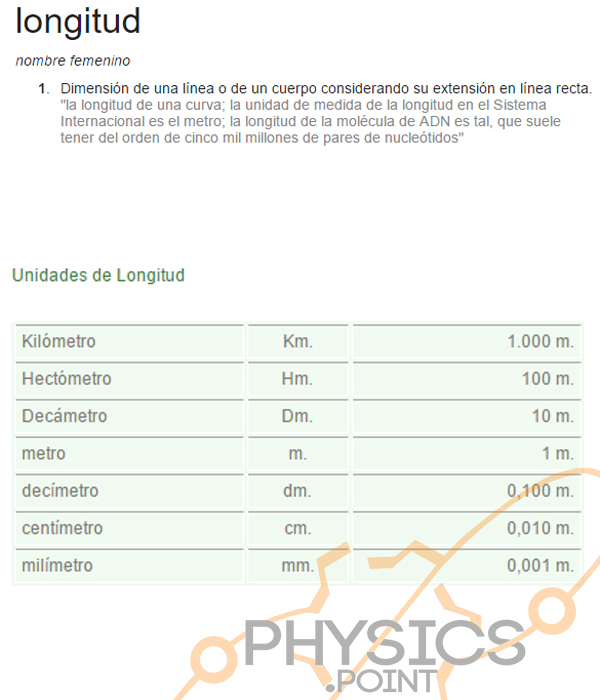 longitud
nombre femenino
1. Dimensión de una línea o de un cuerpo considerando su extensión en línea recta.
"la longitud de una curva; la unidad de medida de la longitud en el Sistema
Internacional es el metro; la longitud de la molécula de ADN es tal, que suele
tener del orden de cinco mil millones de pares de nucleótidos"
Unidades de Longitud
Kilómetro Km. 1.000 m.
Hectómetro Hm. 100 m.
Decámetro Dm. 10 m.
metro m. 1 m.
decímetro dm. 0,100 m.
centímetro cm. 0,010 m.
milímetro mm. 0,001 m.
PHYSICS
.POINT